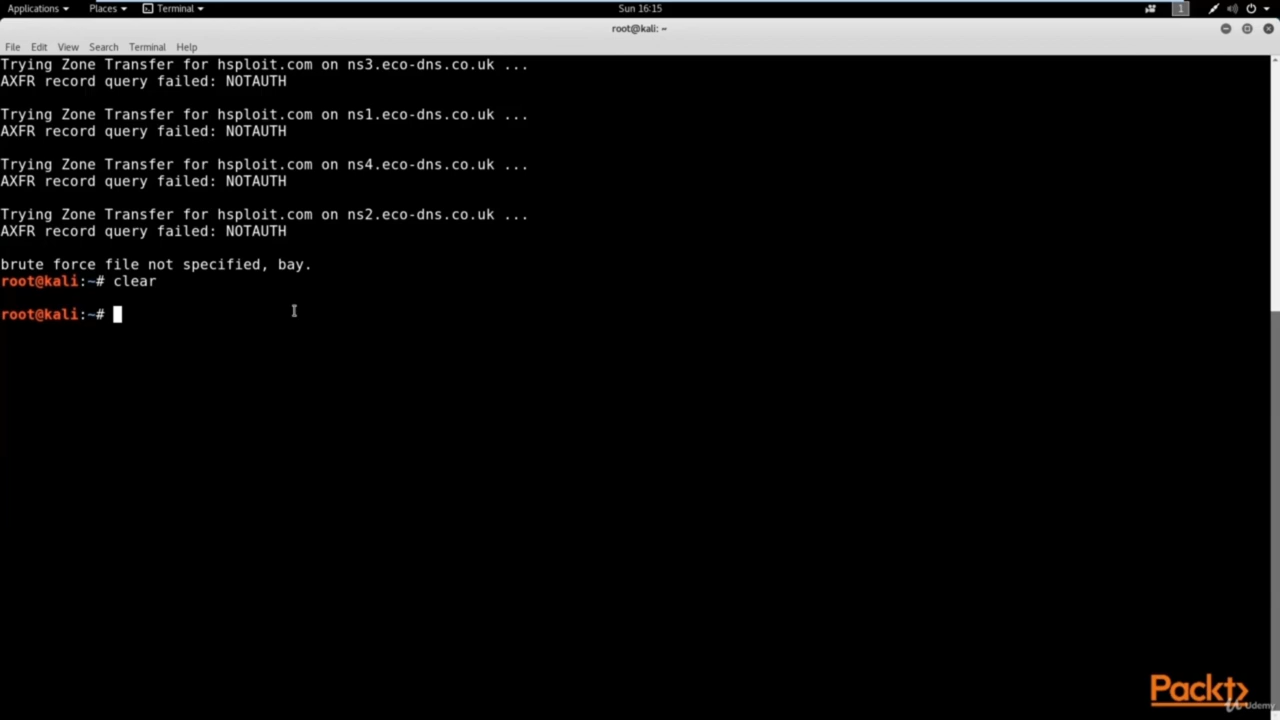 Applications Places Terminal Sun 16:15 1
root@kali: ~
File Edit View Search Terminal Help
Trying Zone Transfer for hsploit.com on ns3.eco-dns.co.uk ...
AXFR record query failed: NOTAUTH
Trying Zone Transfer for hsploit.com on ns1.eco-dns.co.uk ...
AXFR record query failed: NOTAUTH
Trying Zone Transfer for hsploit.com on ns4.eco-dns.co.uk ...
AXFR record query failed: NOTAUTH
Trying Zone Transfer for hsploit.com on ns2.eco-dns.co.uk ...
AXFR record query failed: NOTAUTH
brute force file not specified, bay.
root@kali:~# clear
root@kali:~#
Packt>
Udemy